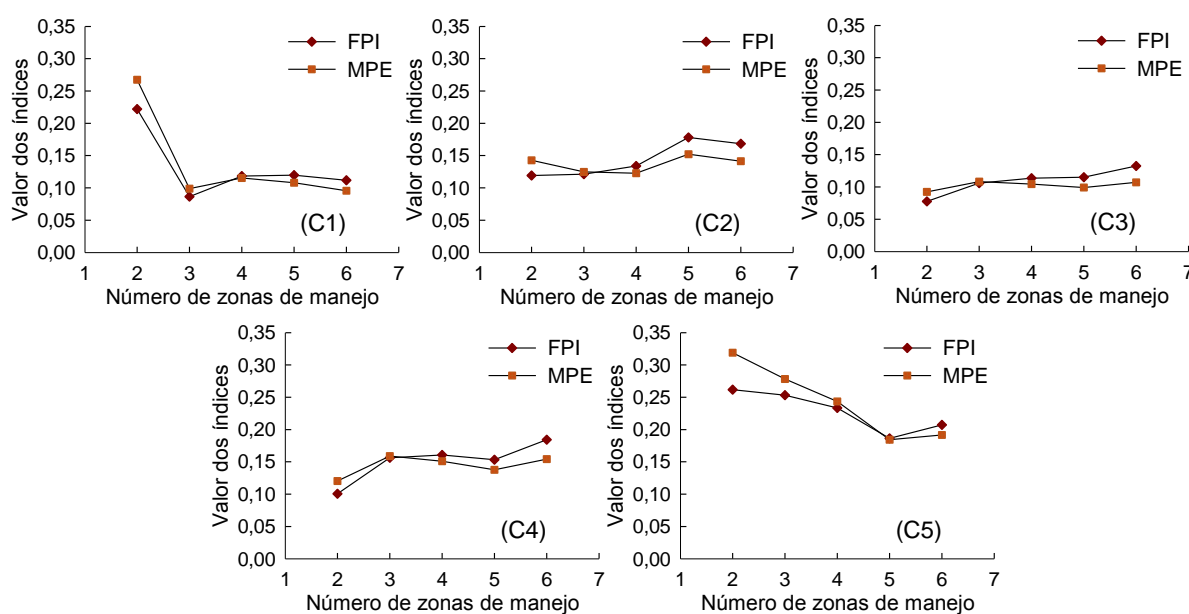 0,35
0,30
0,25
0,20
0,15
0,10
0,05
0,00
Valor dos índices
FPI
MPE
(C1)
1 2 3 4 5 6 7
Número de zonas de manejo
0,35
0,30
0,25
0,20
0,15
0,10
0,05
0,00
Valor dos índices
FPI
MPE
(C2)
1 2 3 4 5 6 7
Número de zonas de manejo
0,35
0,30
0,25
0,20
0,15
0,10
0,05
0,00
Valor dos índices
FPI
MPE
(C3)
1 2 3 4 5 6 7
Número de zonas de manejo
0,35
0,30
0,25
0,20
0,15
0,10
0,05
0,00
Valor dos índices
FPI
MPE
(C4)
1 2 3 4 5 6 7
Número de zonas de manejo
0,35
0,30
0,25
0,20
0,15
0,10
0,05
0,00
Valor dos índices
FPI
MPE
(C5)
1 2 3 4 5 6 7
Número de zonas de manejo